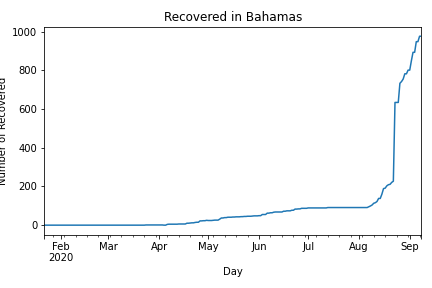 Recovered in Bahamas
Number of Recovered
1000
800
600
400
200
0
Feb Mar Apr May Jun Jul Aug Sep
2020
Day